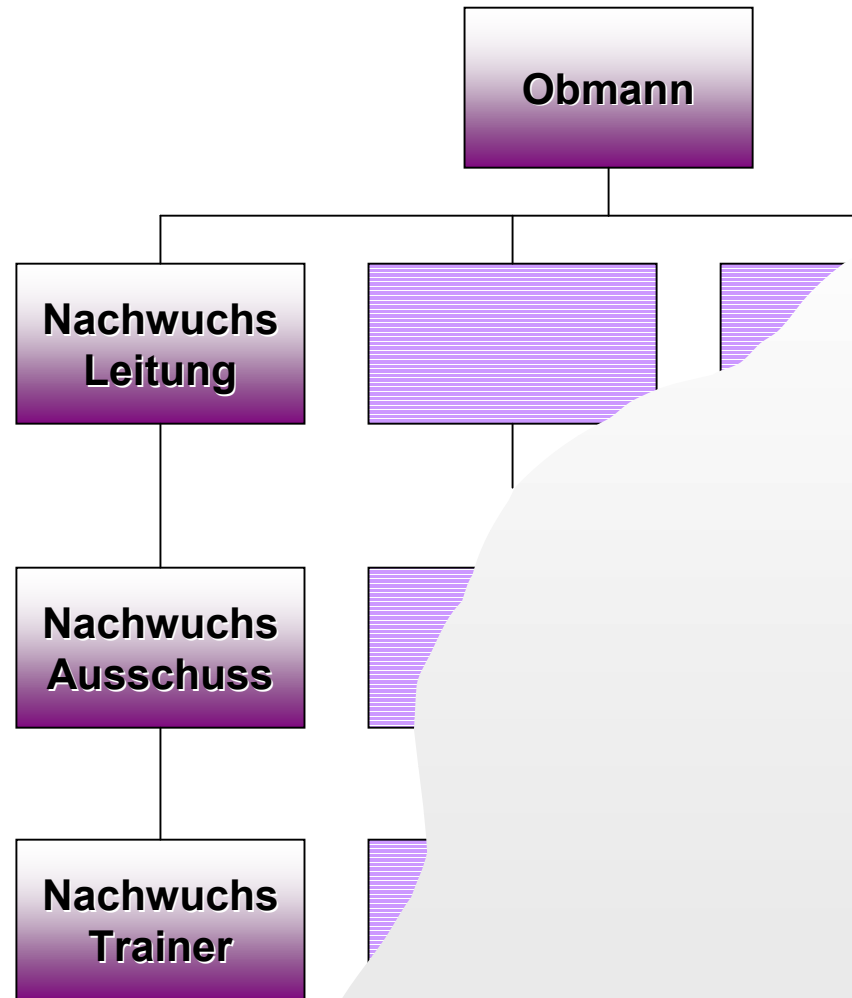 Obmann
Nachwuchs
Leitung
Nachwuchs
Ausschuss
Nachwuchs
Trainer